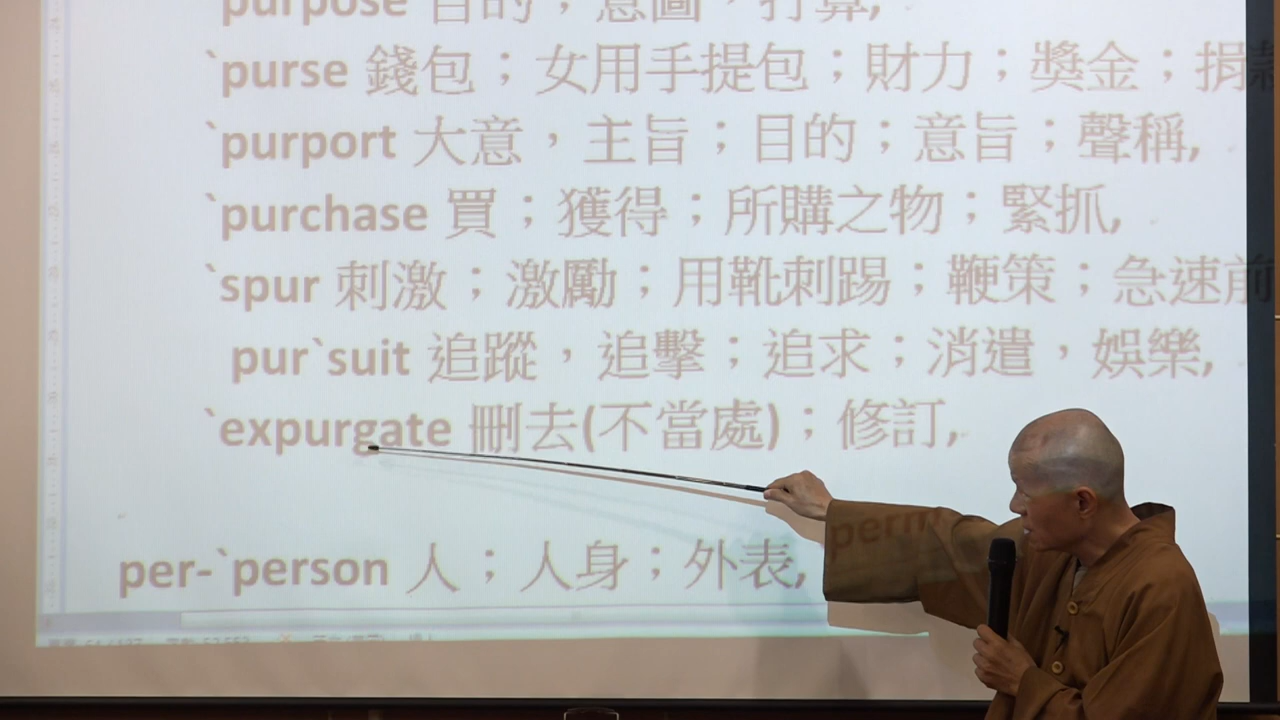 purpose 目的；意圖，打算,
`purse 錢包；女用手提包；財力；獎金；捐款
`purport 大意，主旨；目的；意旨；聲稱,
`purchase 買；獲得；所購之物；緊抓,
`spur 刺激；激勵；用靴刺踢；鞭策；急速前
pur`suit 追蹤，追擊；追求；消遣，娛樂,
`expurgate 刪去(不當處)；修訂,
per-`person 人；人身；外表,
perm